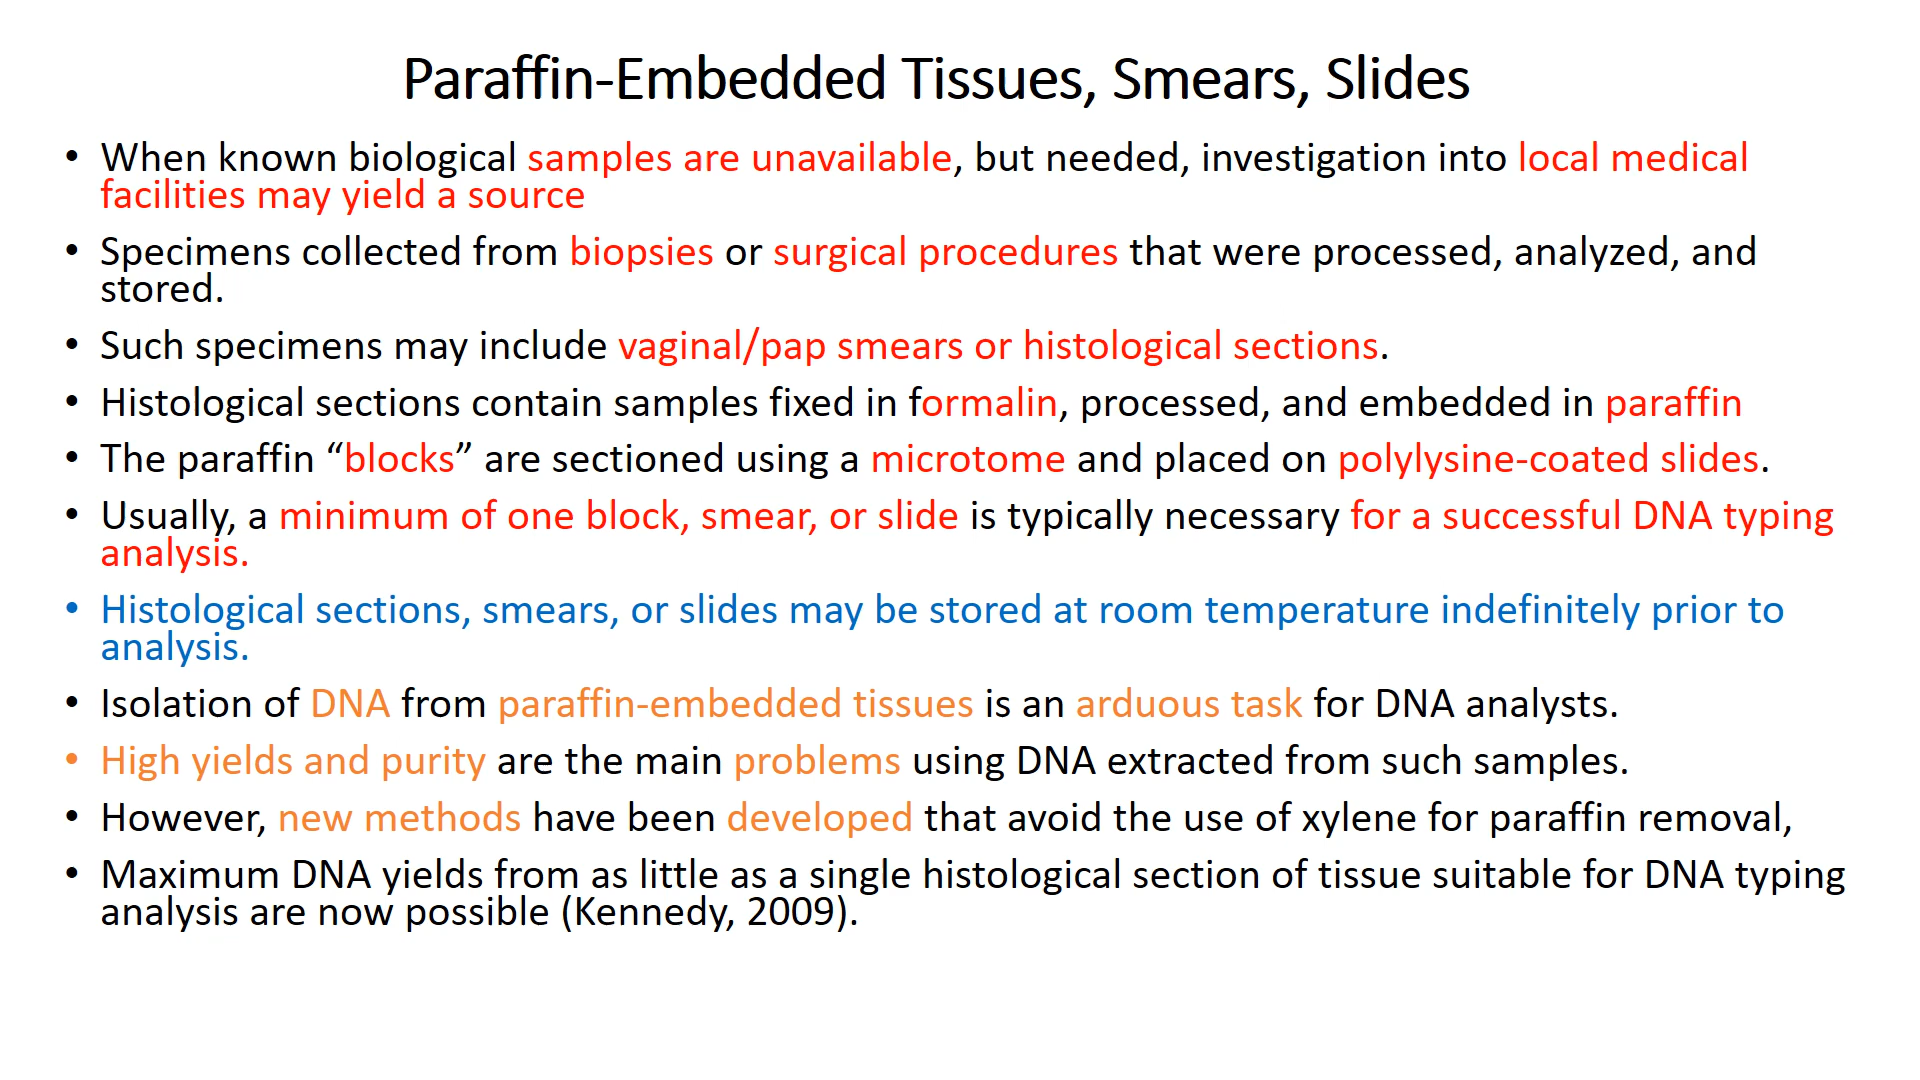 Paraffin-Embedded Tissues, Smears, Slides
• When known biological samples are unavailable, but needed, investigation into local medical
facilities may yield a source
• Specimens collected from biopsies or surgical procedures that were processed, analyzed, and
stored.
• Such specimens may include vaginal/pap smears or histological sections.
• Histological sections contain samples fixed in formalin, processed, and embedded in paraffin
• The paraffin “blocks” are sectioned using a microtome and placed on polylysine-coated slides.
• Usually, a minimum of one block, smear, or slide is typically necessary for a successful DNA typing
analysis.
• Histological sections, smears, or slides may be stored at room temperature indefinitely prior to
analysis.
• Isolation of DNA from paraffin-embedded tissues is an arduous task for DNA analysts.
• High yields and purity are the main problems using DNA extracted from such samples.
• However, new methods have been developed that avoid the use of xylene for paraffin removal,
• Maximum DNA yields from as little as a single histological section of tissue suitable for DNA typing
analysis are now possible (Kennedy, 2009).